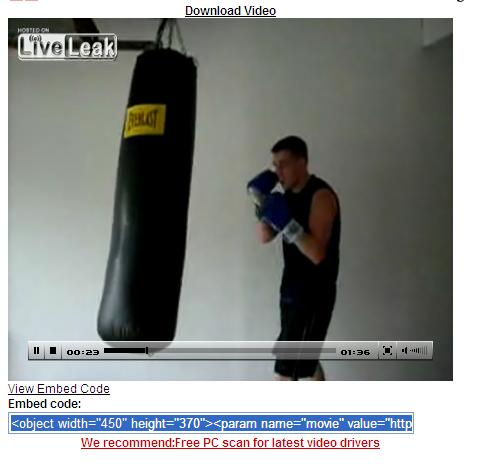 Download Video
HOSTED ON
LiveLeak
EVERLAST
00:23
01:36
View Embed Code
Embed code:
<object width="450" height="370"><param name="movie" value="http
We recommend:Free PC scan for latest video drivers